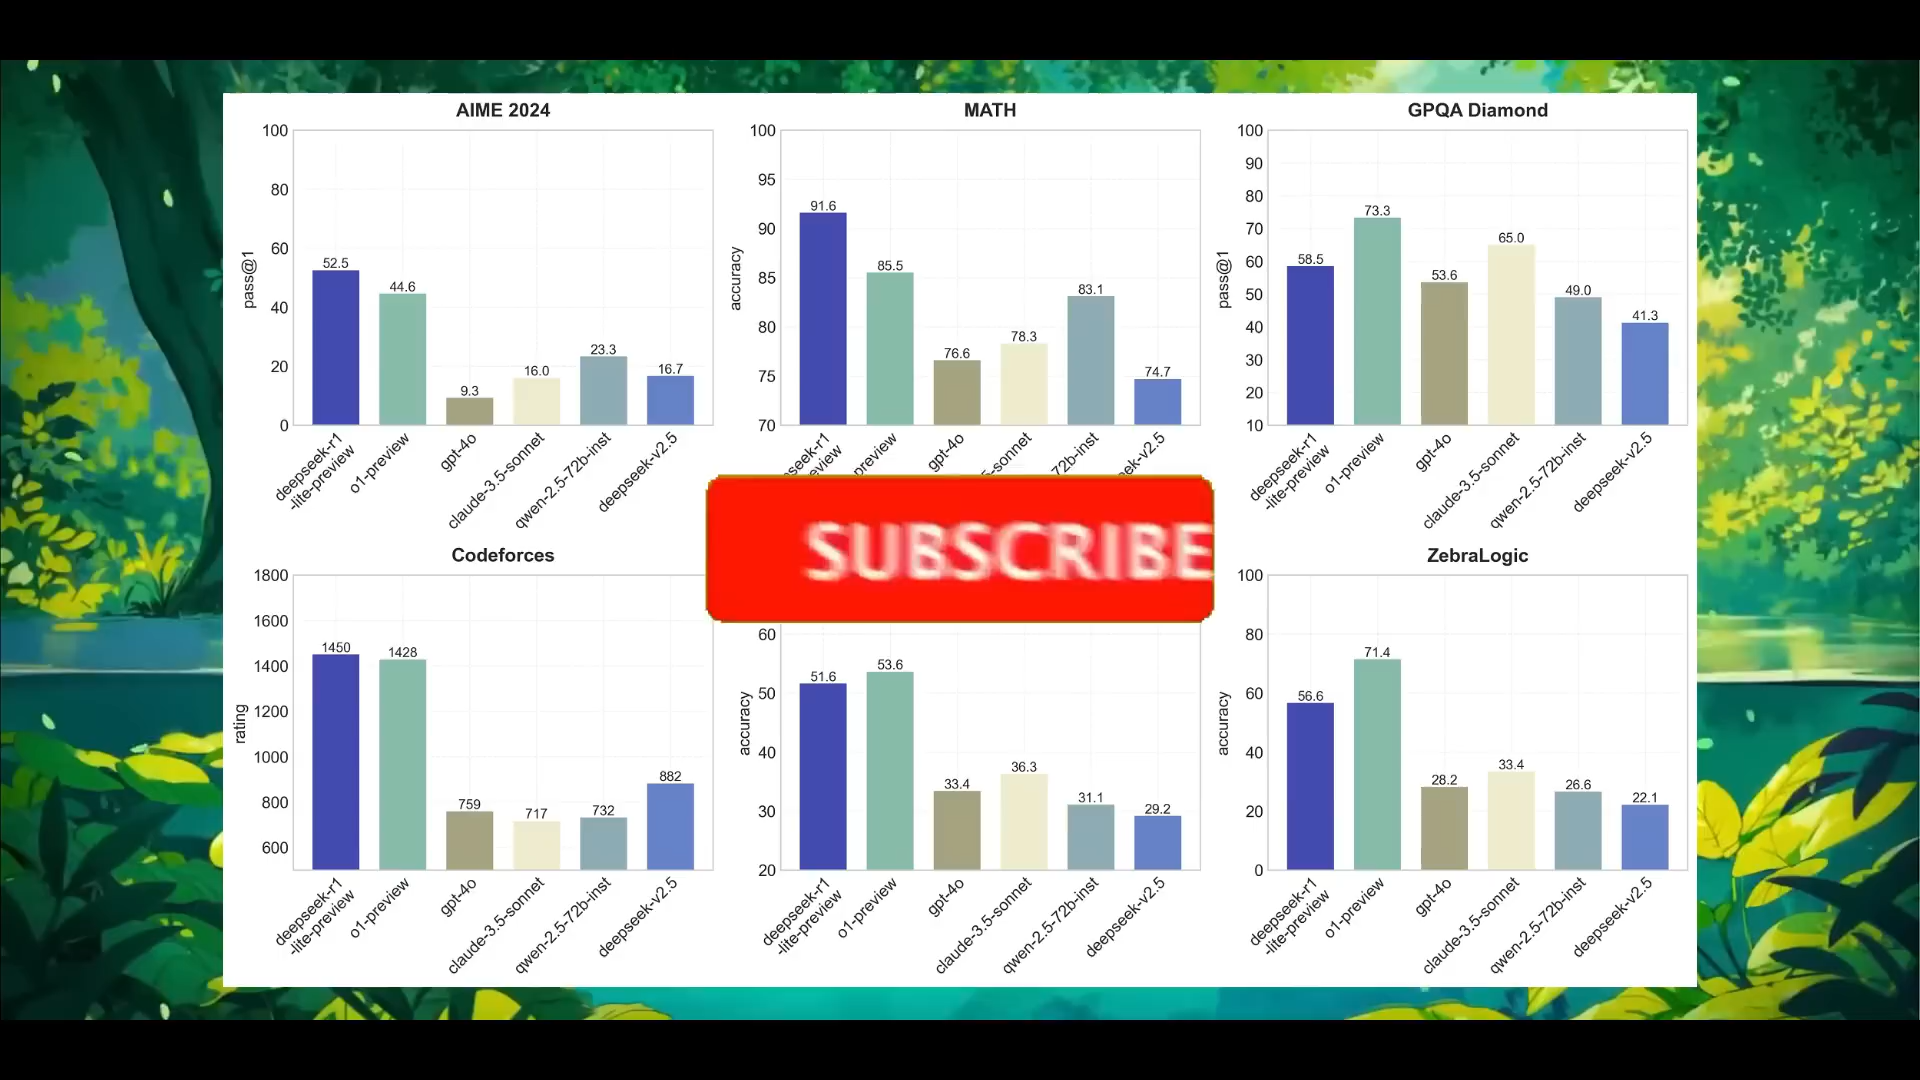 AIME 2024
100
80
60
40
20
0
pass@1
52.5
44.6
9.3
16.0
23.3
16.7
deepseek-r1
-lite-preview
o1-preview
gpt-4o
claude-3.5-sonnet
qwen-2.5-72b-inst
deepseek-v2.5
MATH
100
95
90
85
80
75
70
accuracy
91.6
85.5
76.6
78.3
83.1
74.7
seek-r1
eview
preview
gpt-4o
5-sonnet
72b-inst
ek-v2.5
GPQA Diamond
100
90
80
70
60
50
40
30
20
10
pass@1
58.5
73.3
53.6
65.0
49.0
41.3
deepseek-r1
-lite-preview
o1-preview
gpt-4o
claude-3.5-sonnet
qwen-2.5-72b-inst
deepseek-v2.5
SUBSCRIBE
Codeforces
1800
1600
1400
1200
1000
800
600
rating
1450
1428
759
717
732
882
deepseek-r1
-lite-preview
o1-preview
gpt-4o
claude-3.5-sonnet
qwen-2.5-72b-inst
deepseek-v2.5
60
50
40
30
20
accuracy
51.6
53.6
33.4
36.3
31.1
29.2
deepseek-r1
-lite-preview
o1-preview
gpt-4o
claude-3.5-sonnet
qwen-2.5-72b-inst
deepseek-v2.5
ZebraLogic
100
80
60
40
20
0
accuracy
56.6
71.4
28.2
33.4
26.6
22.1
deepseek-r1
-lite-preview
o1-preview
gpt-4o
claude-3.5-sonnet
qwen-2.5-72b-inst
deepseek-v2.5